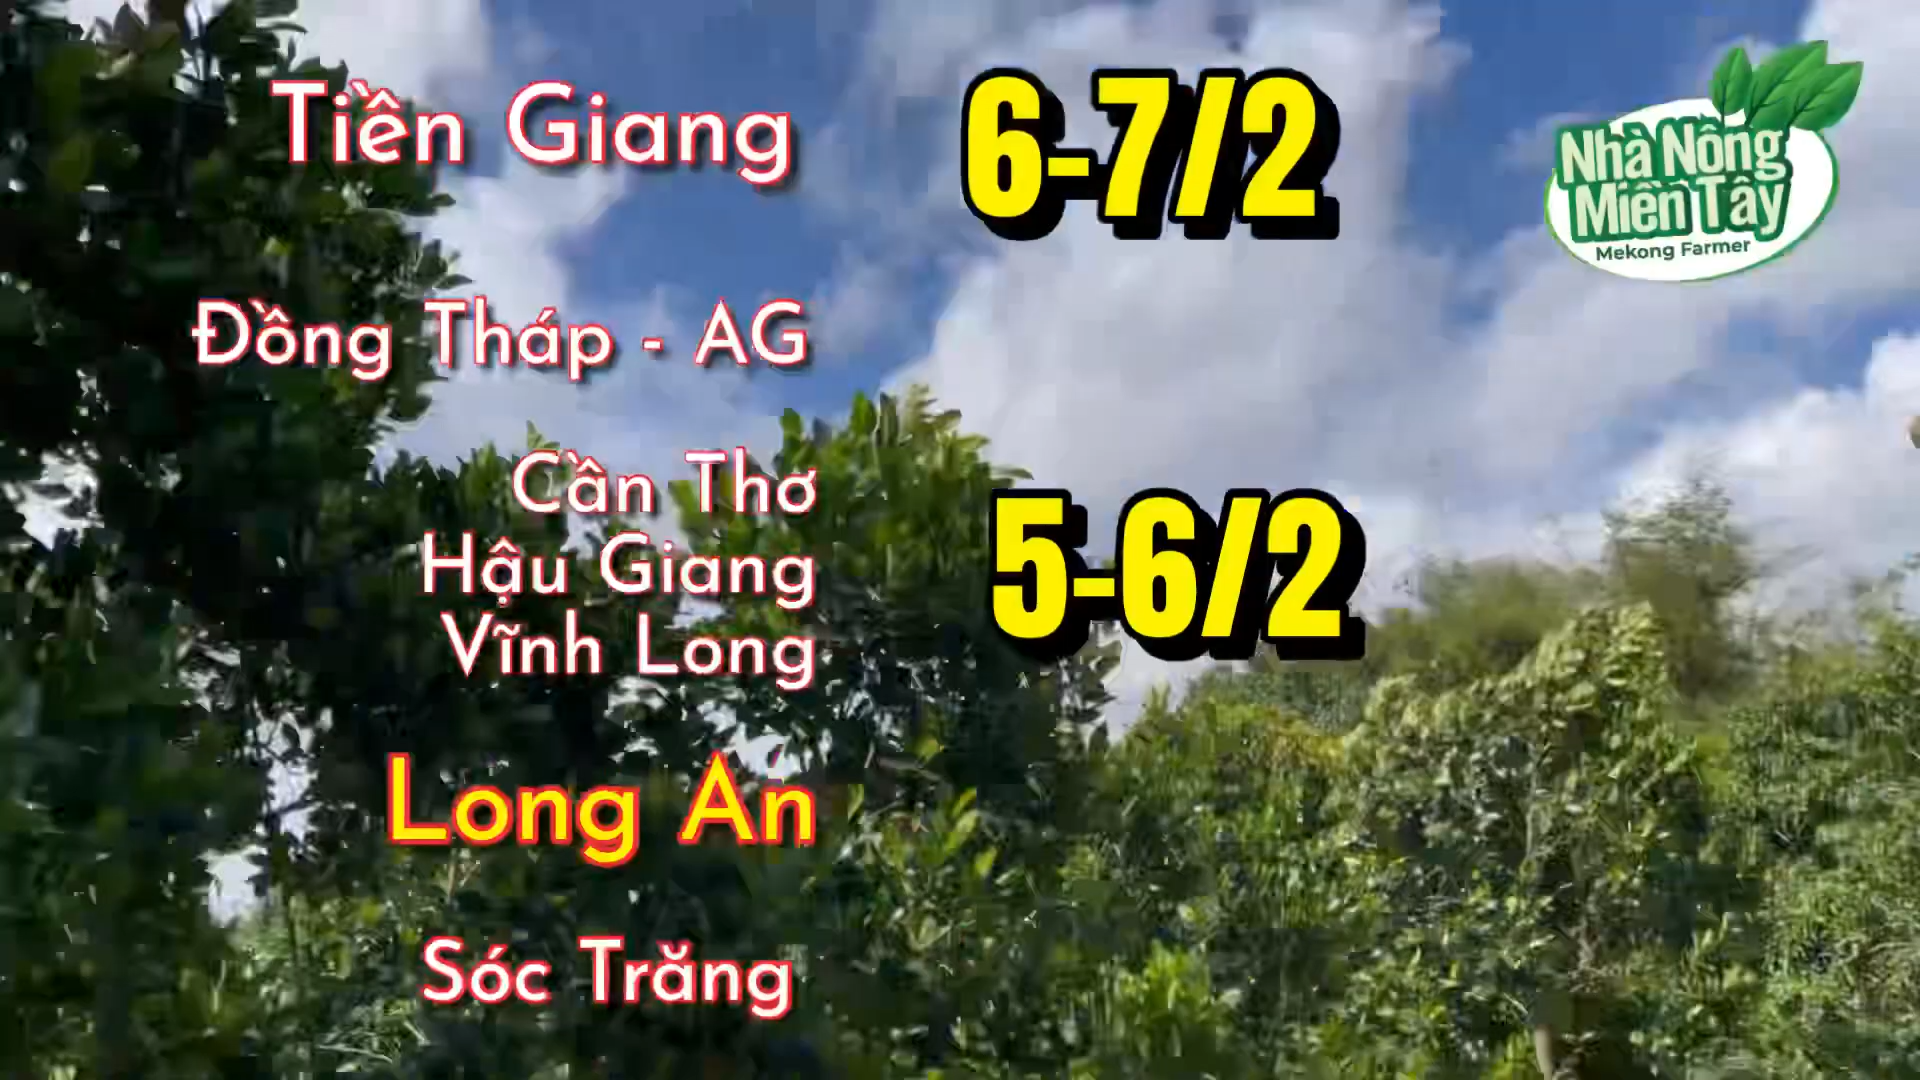 Tiền Giang
6-7/2
Nhà Nông
Miền Tây
Mekong Farmer
Đồng Tháp - AG
Cần Thơ
Hậu Giang
Vĩnh Long
5-6/2
Long An
Sóc Trăng